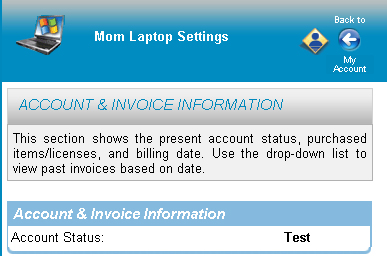 Mom Laptop Settings
Back to
My
Account
ACCOUNT & INVOICE INFORMATION
This section shows the present account status, purchased
items/licenses, and billing date. Use the drop-down list to
view past invoices based on date.
Account & Invoice Information
Account Status: Test